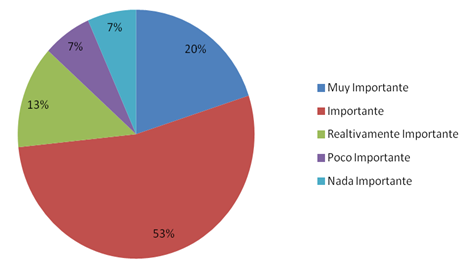 7%
7%
20%
13%
53%
Muy Importante
Importante
Realtivamente Importante
Poco Importante
Nada Importante